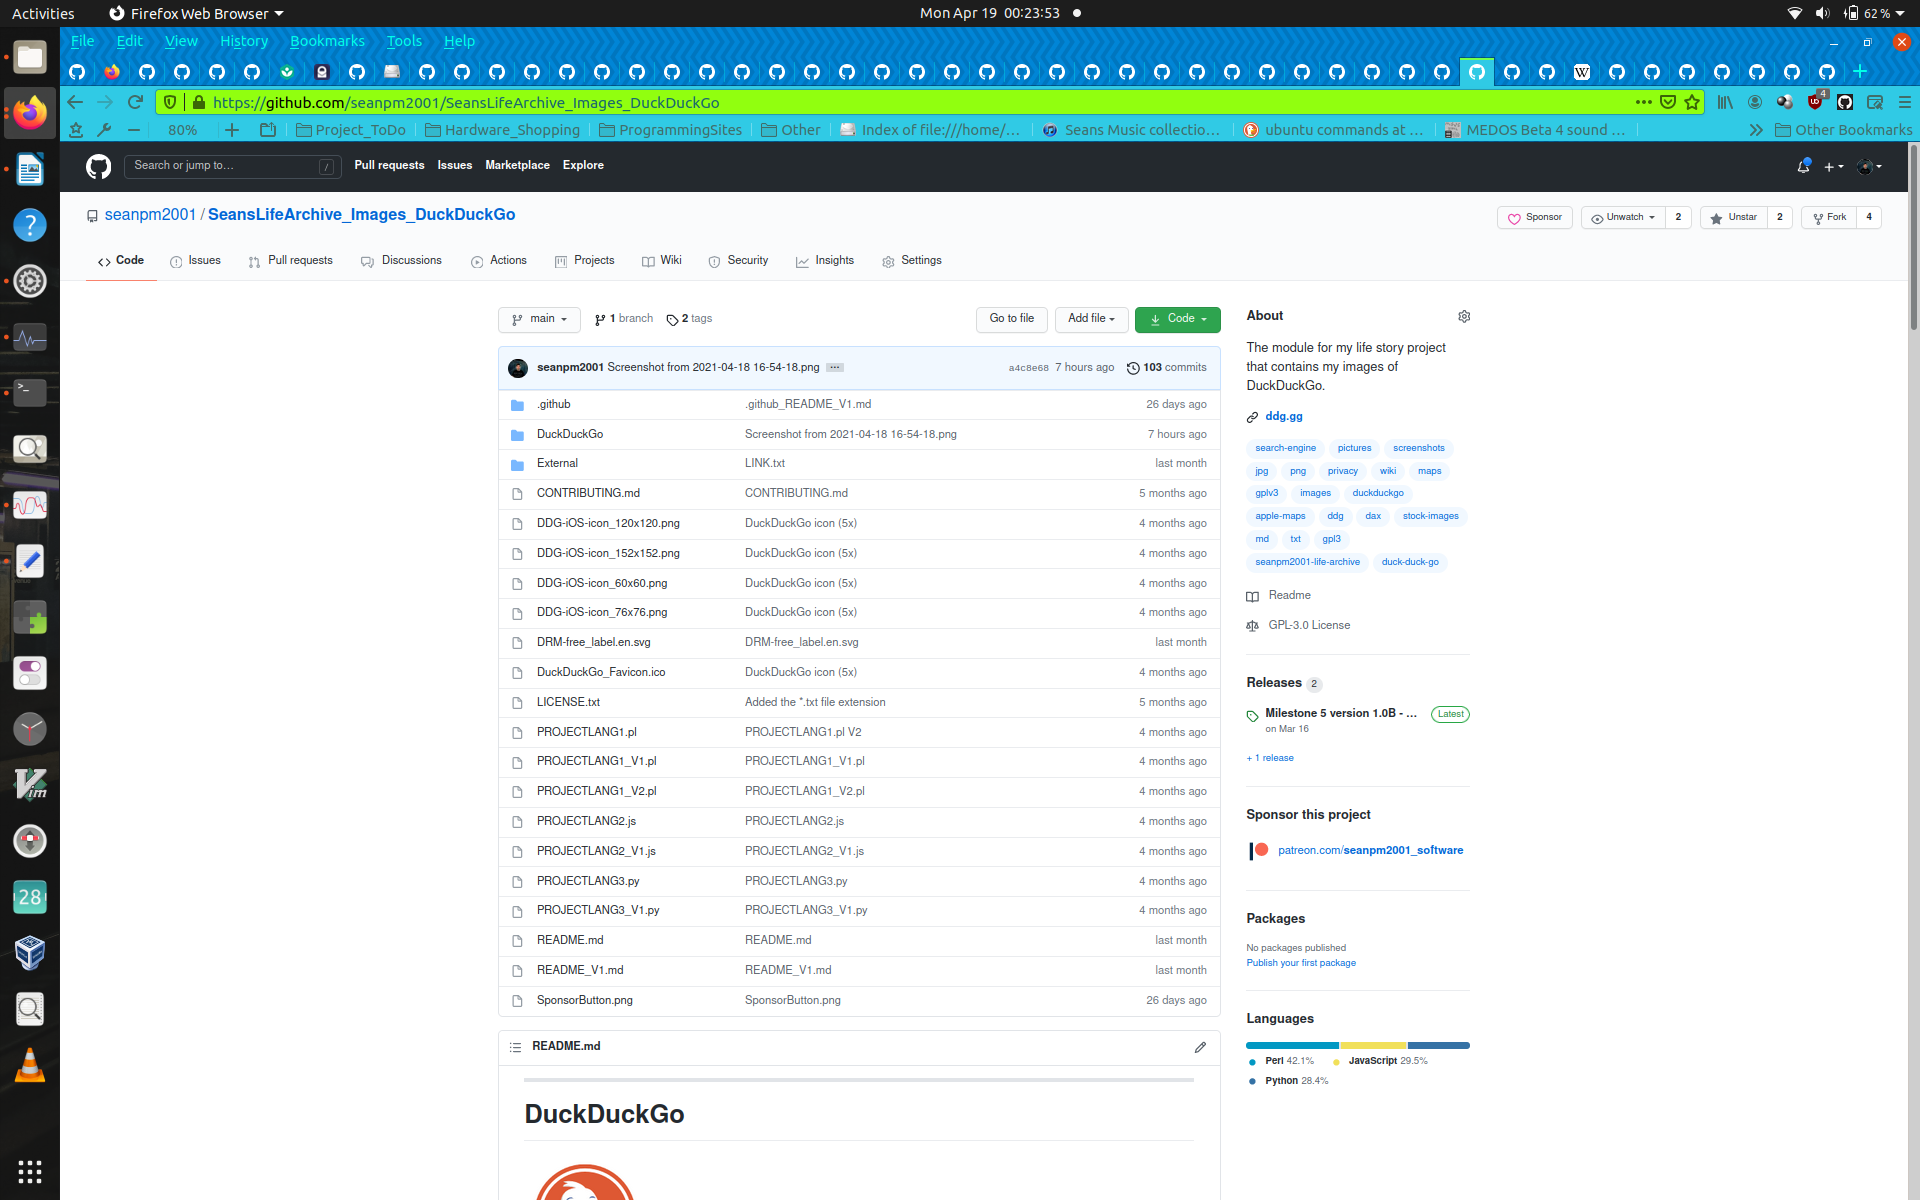 Activities Firefox Web Browser Mon Apr 19 00:23:53 62 %
File Edit View History Bookmarks Tools Help
https://github.com/seanpm2001/SeansLifeArchive_Images_DuckDuckGo 4
80% Project_ToDo Hardware_Shopping ProgrammingSites Other Index of file:///home/... Seans Music collectio... ubuntu commands at ... MEDOS Beta 4 sound ... Other Bookmarks
Search or jump to... / Pull requests Issues Marketplace Explore
seanpm2001 / SeansLifeArchive_Images_DuckDuckGo Sponsor Unwatch 2 Unstar 2 Fork 4
Code Issues Pull requests Discussions Actions Projects Wiki Security Insights Settings
main 1 branch 2 tags Go to file Add file Code
seanpm2001 Screenshot from 2021-04-18 16-54-18.png ... a4c8e68 7 hours ago 103 commits
.github .github_README_V1.md 26 days ago
DuckDuckGo Screenshot from 2021-04-18 16-54-18.png 7 hours ago
External LINK.txt last month
CONTRIBUTING.md CONTRIBUTING.md 5 months ago
DDG-iOS-icon_120x120.png DuckDuckGo icon (5x) 4 months ago
DDG-iOS-icon_152x152.png DuckDuckGo icon (5x) 4 months ago
DDG-iOS-icon_60x60.png DuckDuckGo icon (5x) 4 months ago
DDG-iOS-icon_76x76.png DuckDuckGo icon (5x) 4 months ago
DRM-free_label.en.svg DRM-free_label.en.svg last month
DuckDuckGo_Favicon.ico DuckDuckGo icon (5x) 4 months ago
LICENSE.txt Added the *.txt file extension 5 months ago
PROJECTLANG1.pl PROJECTLANG1.pl V2 4 months ago
PROJECTLANG1_V1.pl PROJECTLANG1_V1.pl 4 months ago
PROJECTLANG1_V2.pl PROJECTLANG1_V2.pl 4 months ago
PROJECTLANG2.js PROJECTLANG2.js 4 months ago
PROJECTLANG2_V1.js PROJECTLANG2_V1.js 4 months ago
PROJECTLANG3.py PROJECTLANG3.py 4 months ago
PROJECTLANG3_V1.py PROJECTLANG3_V1.py 4 months ago
README.md README.md last month
README_V1.md README_V1.md last month
SponsorButton.png SponsorButton.png 26 days ago
README.md
DuckDuckGo
About
The module for my life story project
that contains my images of
DuckDuckGo.
ddg.gg
search-engine pictures screenshots
jpg png privacy wiki maps
gplv3 images duckduckgo
apple-maps ddg dax stock-images
md txt gpl3
seanpm2001-life-archive duck-duck-go
Readme
GPL-3.0 License
Releases 2
Milestone 5 version 1.0B - ... Latest
on Mar 16
+ 1 release
Sponsor this project
patreon.com/seanpm2001_software
Packages
No packages published
Publish your first package
Languages
Perl 42.1% JavaScript 29.5%
Python 28.4%
28